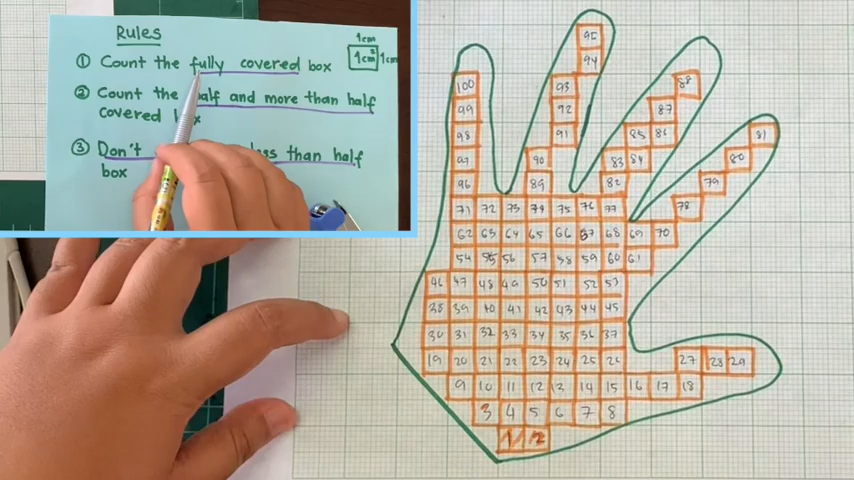 Rules
1cm
1cm² 1cm
① Count the fully covered box
② Count the half and more than half
covered
③ Don't less than half
box
95
94
100 93 88
99 92 87
98 91 85 86 81
97 90 83 84 80
96 89 82 79
71 72 73 74 75 76 77 78
62 63 64 65 66 67 68 69 70
54 55 56 57 58 59 60 61
46 47 48 49 50 51 52 53
38 39 40 41 42 43 44 45
30 31 32 33 34 35 36 37
19 20 21 22 23 24 25 26 27 28 29
9 10 11 12 13 14 15 16 17 18
3 4 5 6 7 8
1 2